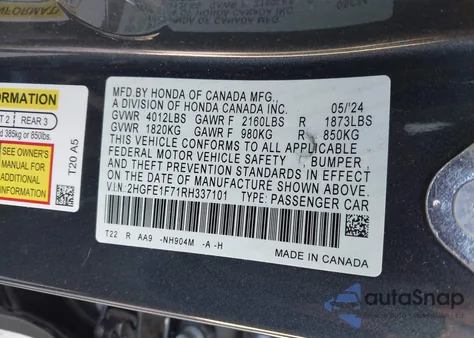 MFD.BY HONDA OF CANADA MFG.,
A DIVISION OF HONDA CANADA INC. 05/'24
GVWR 4012LBS GAWR F 2160LBS R 1873LBS
GVWR 1820KG GAWR F 980KG R 850KG
THIS VEHICLE CONFORMS TO ALL APPLICABLE
FEDERAL MOTOR VEHICLE SAFETY, BUMPER,
AND THEFT PREVENTION STANDARDS IN EFFECT
ON THE DATE OF MANUFACTURE SHOWN ABOVE.
V.I.N: 2HGFE1F71RH337101 TYPE: PASSENGER CAR
T22 R AA9 -NH904M -A -H
MADE IN CANADA
FORMATION
2 REAR 3
385KG or 850lbs.
SEE OWNER'S
MANUAL FOR
ADDITIONAL
INFORMATION
T20 A5
autoSnap